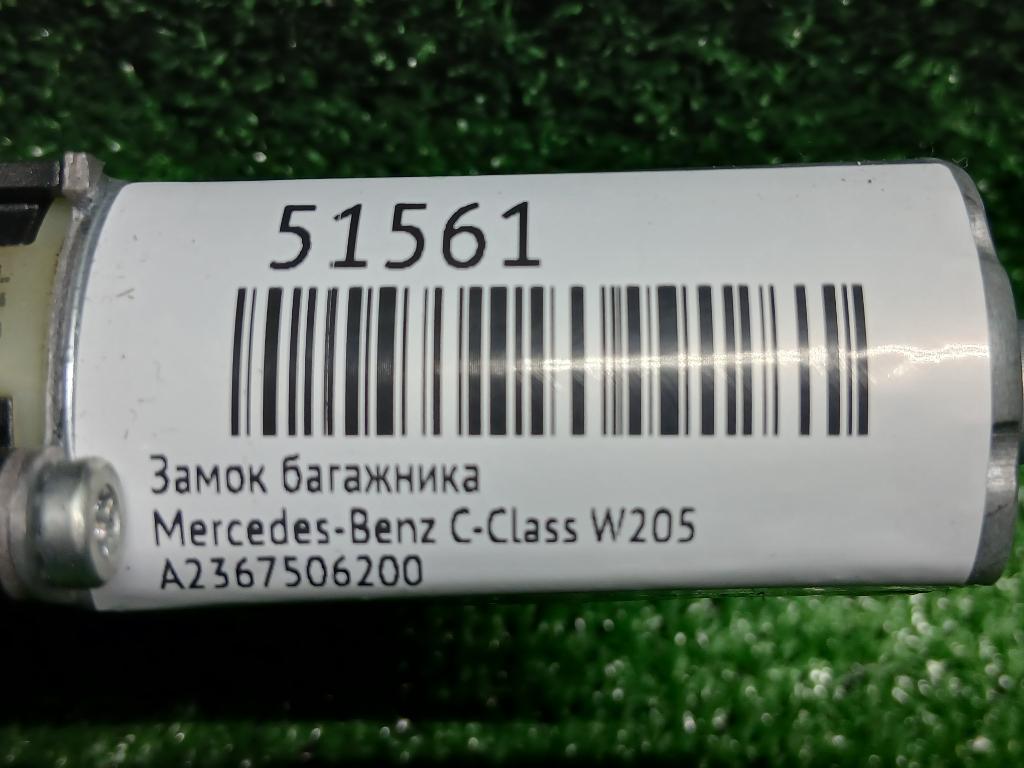 51561
Замок багажника
Mercedes-Benz C-Class W205
A2367506200